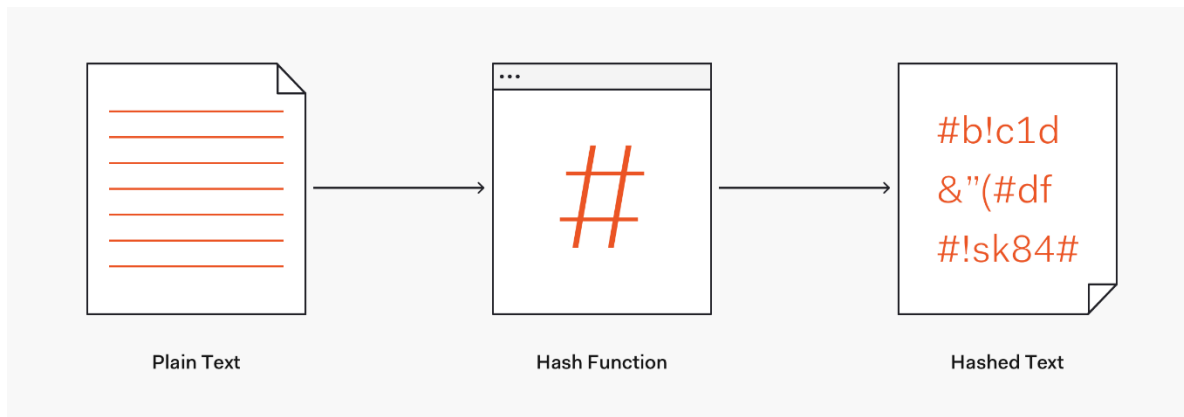 #
#b!c1d
&”(#df
#!sk84#
Plain Text
Hash Function
Hashed Text